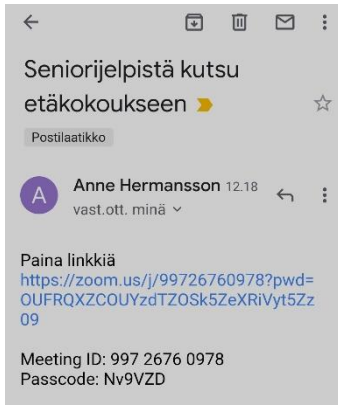 Seniorijelpistä kutsu
etäkokoukseen
Postilaatikko
A
Anne Hermansson 12.18
vast.ott. minä
Paina linkkiä
https://zoom.us/j/99726760978?pwd=
OUFRQXZCOUYzdTZOSk5ZeXRiVyt5Zz
09
Meeting ID: 997 2676 0978
Passcode: Nv9VZD